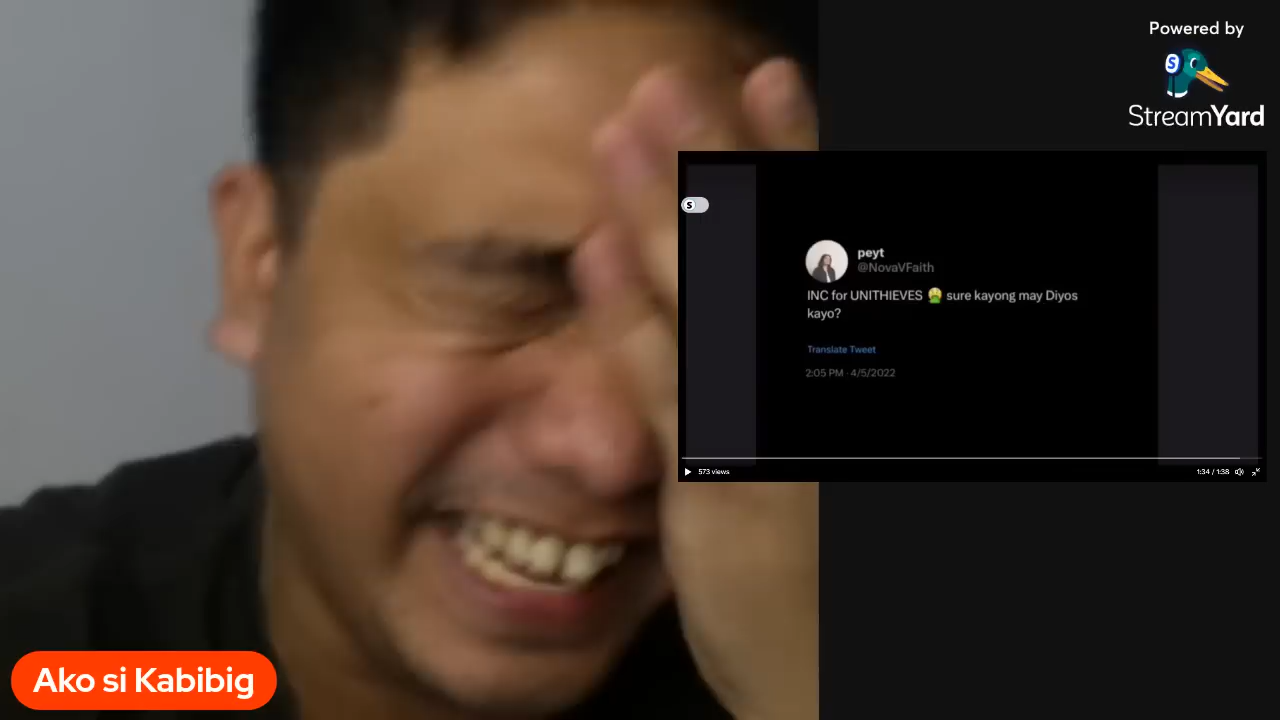 Powered by
S
StreamYard
S
peyt
@NovaVFaith
INC for UNITHIEVES 🤮 sure kayong may Diyos
kayo?
Translate Tweet
2:05 PM · 4/5/2022
573 views
1:34 / 1:38
Ako si Kabibig